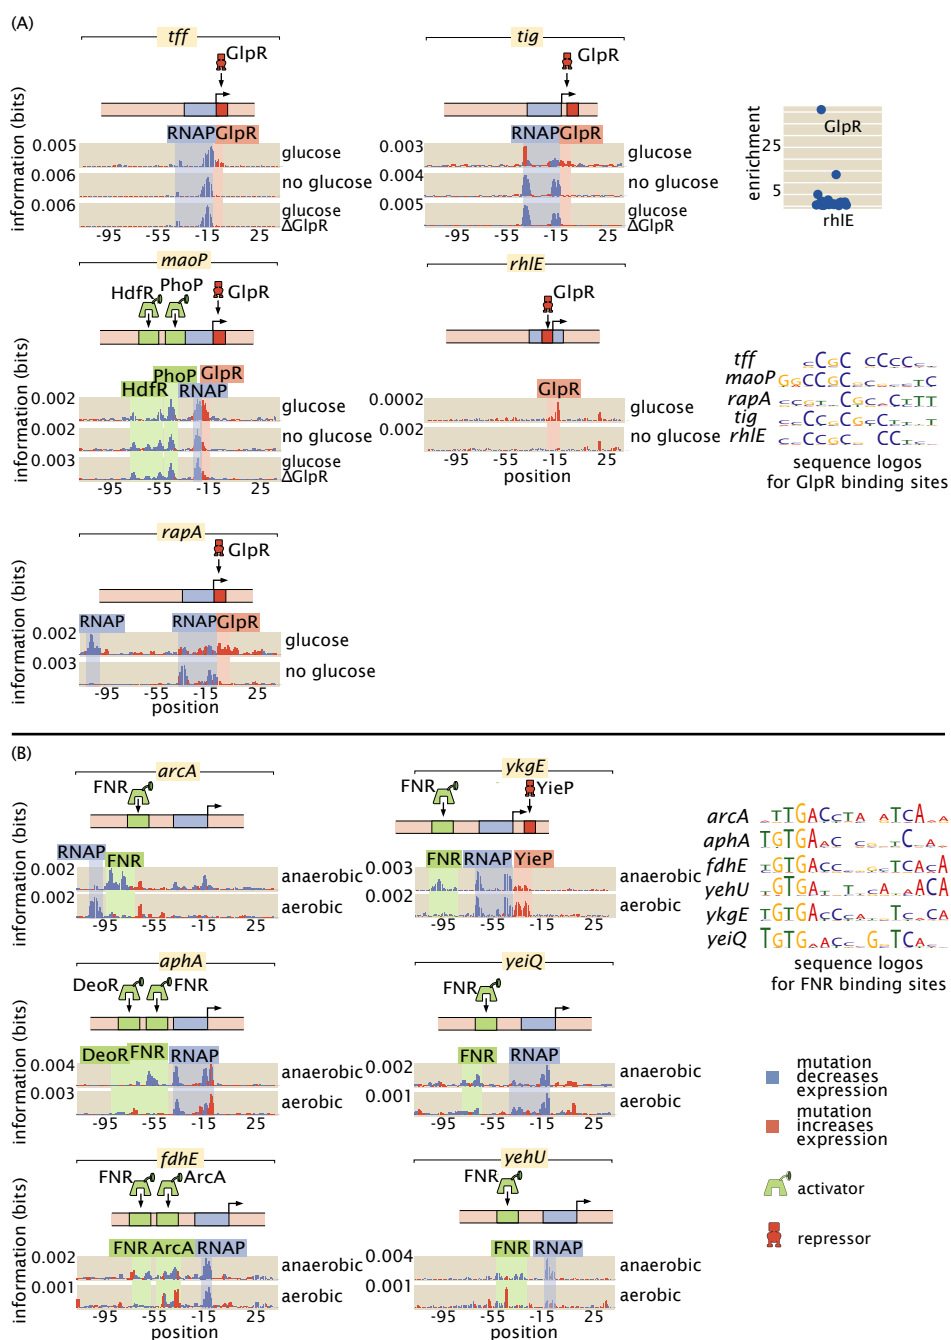 (A)
tff
GlpR
information (bits)
RNAP GlpR
0.005
glucose
0.006
no glucose
0.006
glucose
ΔGlpR
-95 -55 -15 25
tig
GlpR
RNAP GlpR
0.003
glucose
0.004
no glucose
0.005
glucose
ΔGlpR
-95 -55 -15 25
enrichment
GlpR
25
5
rhlE
maoP
HdfR PhoP GlpR
information (bits)
PhoP GlpR
HdfR RNAP
0.002
glucose
0.002
no glucose
0.003
glucose
ΔGlpR
-95 -55 -15 25
rhlE
GlpR
GlpR
0.0002
glucose
0.002
no glucose
-95 -55 -15 25
position
tff
maoP
rapA
tig
rhlE
sequence logos
for GlpR binding sites
rapA
GlpR
information (bits)
RNAP RNAP GlpR
0.002
glucose
0.003
no glucose
-95 -55 -15 25
position
(B)
arcA
FNR
information (bits)
RNAP FNR
0.002
anaerobic
0.002
aerobic
-95 -55 -15 25
ykgE
FNR YieP
FNR RNAP YieP
0.003
anaerobic
0.002
aerobic
-95 -55 -15 25
arcA
aphA
fdhE
yehU
ykgE
yeiQ
sequence logos
for FNR binding sites
aphA
DeoR FNR
information (bits)
DeoR FNR RNAP
0.004
anaerobic
0.003
aerobic
-95 -55 -15 25
yeiQ
FNR
FNR RNAP
0.002
anaerobic
0.001
aerobic
-95 -55 -15 25
mutation
decreases
expression
mutation
increases
expression
activator
repressor
fdhE
FNR ArcA
information (bits)
FNR ArcA RNAP
0.002
anaerobic
0.001
aerobic
-95 -55 -15 25
position
yehU
FNR
FNR RNAP
0.004
anaerobic
0.001
aerobic
-95 -55 -15 25
position